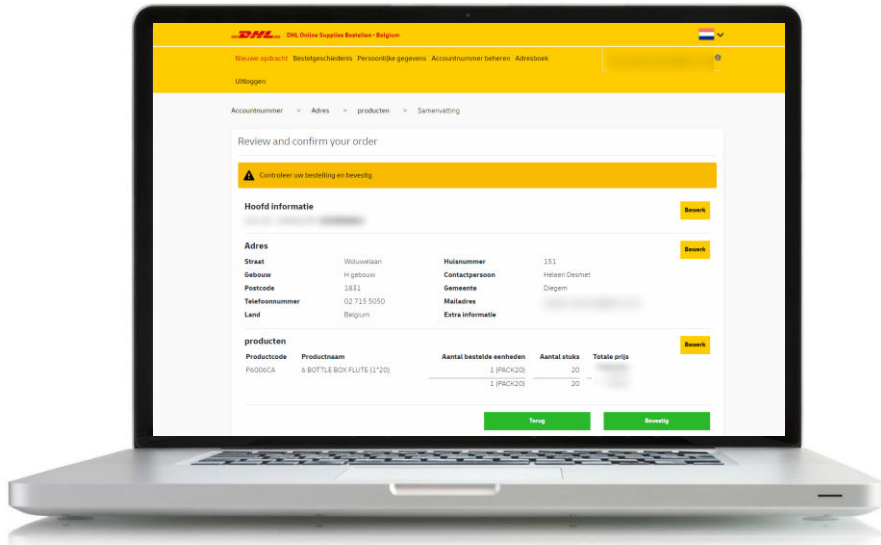 DHL DHL Online Supplies Bestellen - Belgium
Nieuwe opdracht Bestelgeschiedenis Persoonlijke gegevens Accountnummer beheren Adresboek
Uitloggen
Accountnummer > Adres > producten > Samenvatting
Review and confirm your order
Controleer uw bestelling en bevestig
Hoofd informatie Bewerk
Adres Bewerk
Straat Woluwelaan Huisnummer 151
Gebouw H gebouw Contactpersoon Heleen Desmet
Postcode 1831 Gemeente Diegem
Telefoonnummer 02 715 5050 Mailadres
Land Belgium Extra informatie
producten Bewerk
Productcode Productnaam Aantal bestelde eenheden Aantal stuks Totale prijs
P6006CA 6 BOTTLE BOX FLUTE (1*20) 1 (PACK20) 20
1 (PACK20) 20
Terug Bevestig